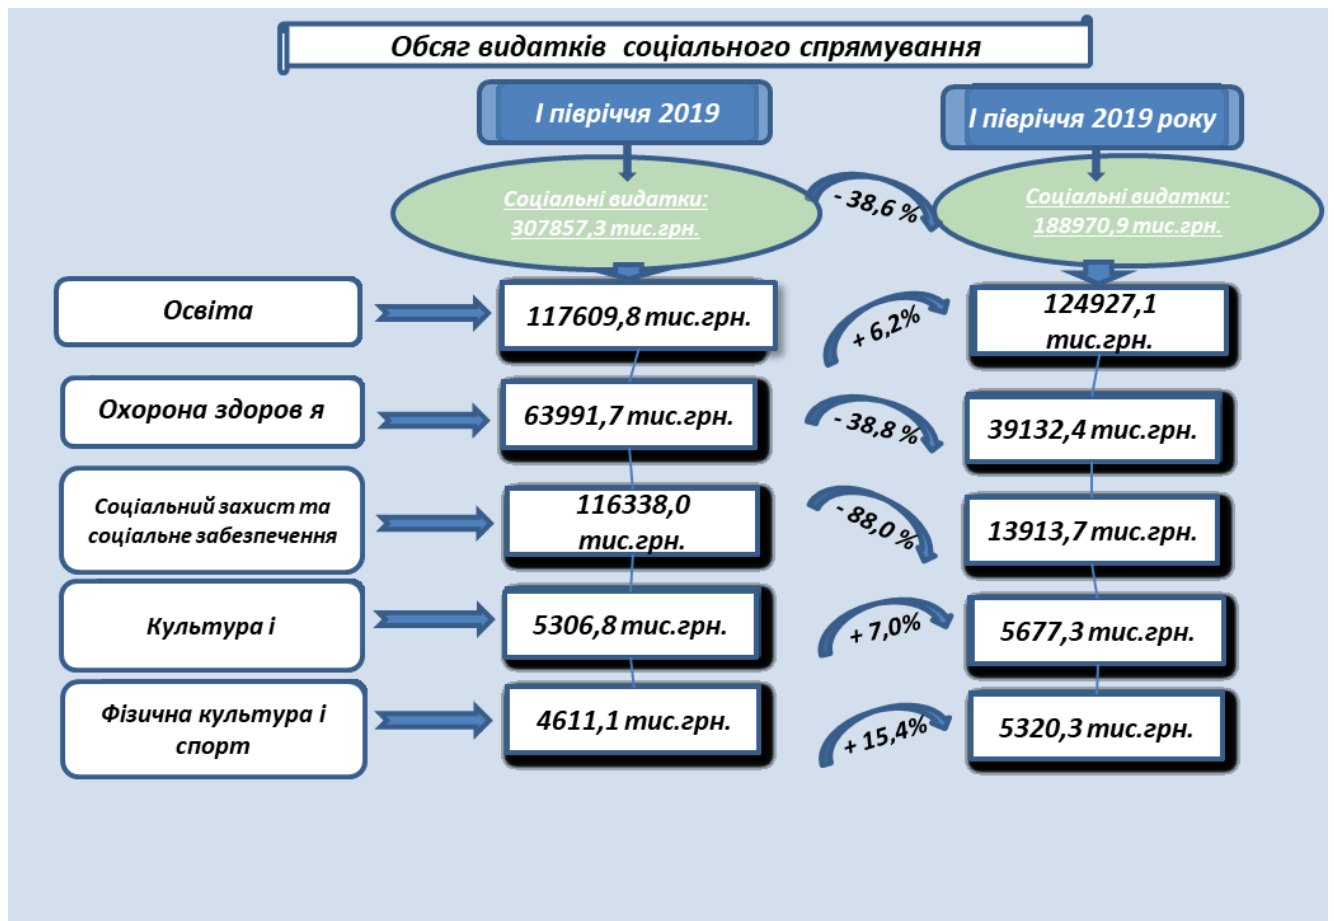 Обсяг видатків соціального спрямування
І півріччя 2019
І півріччя 2019 року
Соціальні видатки:
307857,3 тис.грн.
- 38,6 %
Соціальні видатки:
188970,9 тис.грн.
Освіта
117609,8 тис.грн.
+ 6,2%
124927,1
тис.грн.
Охорона здоров я
63991,7 тис.грн.
- 38,8 %
39132,4 тис.грн.
Соціальний захист та
соціальне забезпечення
116338,0
тис.грн.
- 88,0 %
13913,7 тис.грн.
Культура і
5306,8 тис.грн.
+ 7,0%
5677,3 тис.грн.
Фізична культура і
спорт
4611,1 тис.грн.
+ 15,4%
5320,3 тис.грн.